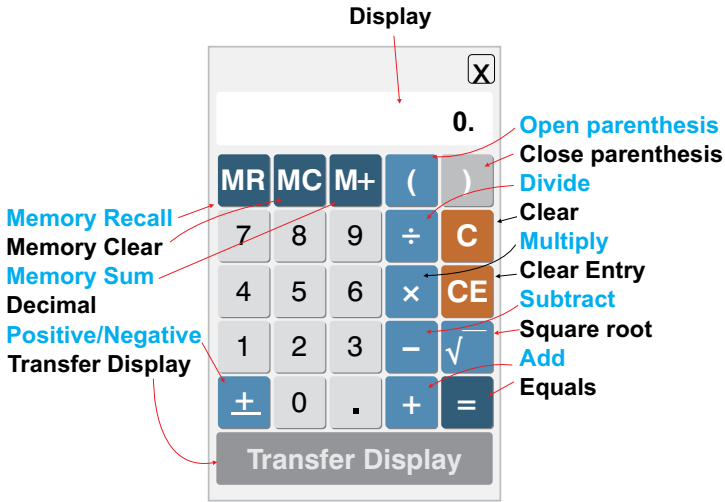 Display
X
0.
MR MC M+ ( )
7 8 9 ÷ C
4 5 6 × CE
1 2 3 − √
± 0 . + =
Transfer Display
Memory Recall
Memory Clear
Memory Sum
Decimal
Positive/Negative
Transfer Display
Open parenthesis
Close parenthesis
Divide
Clear
Multiply
Clear Entry
Subtract
Square root
Add
Equals